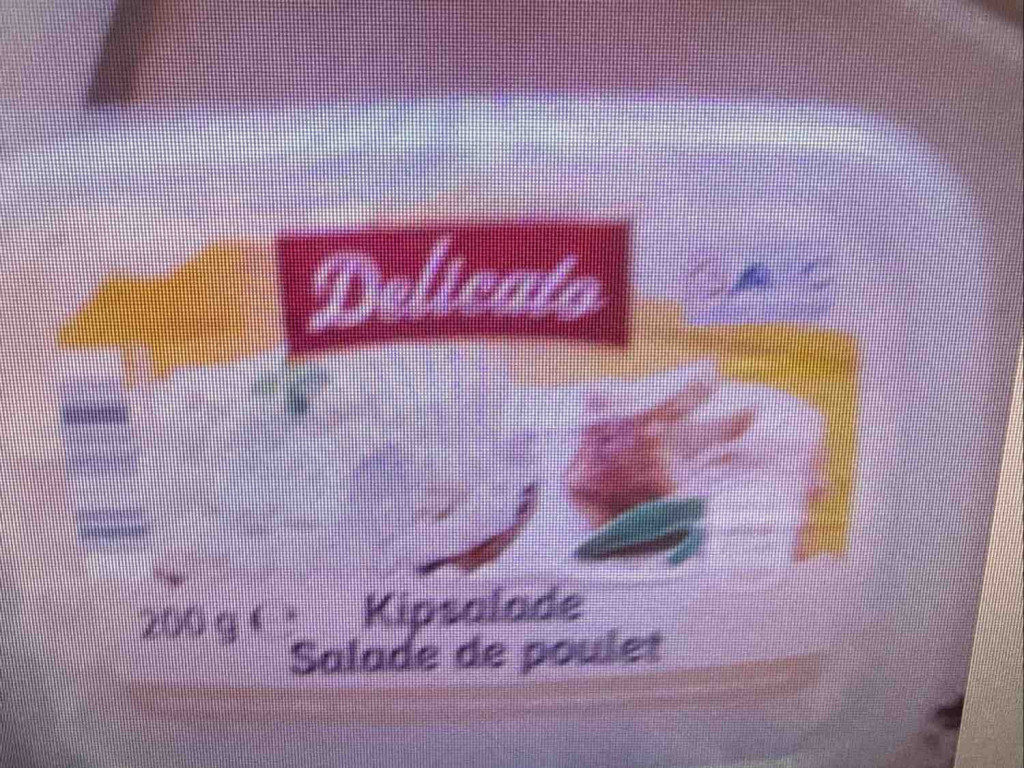 Delicato
200 g e
Kipsalade
Salade de poulet